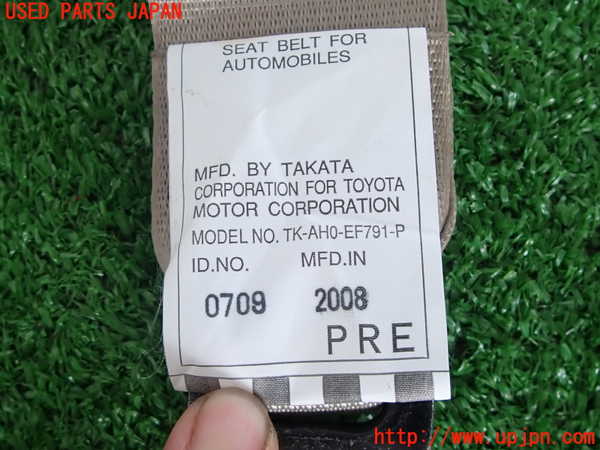 USED PARTS JAPAN
SEAT BELT FOR
AUTOMOBILES
MFD. BY TAKATA
CORPORATION FOR TOYOTA
MOTOR CORPORATION
MODEL NO. TK-AH0-EF791-P
ID.NO. MFD.IN
0709 2008
PRE
http://www.upjpn.com/